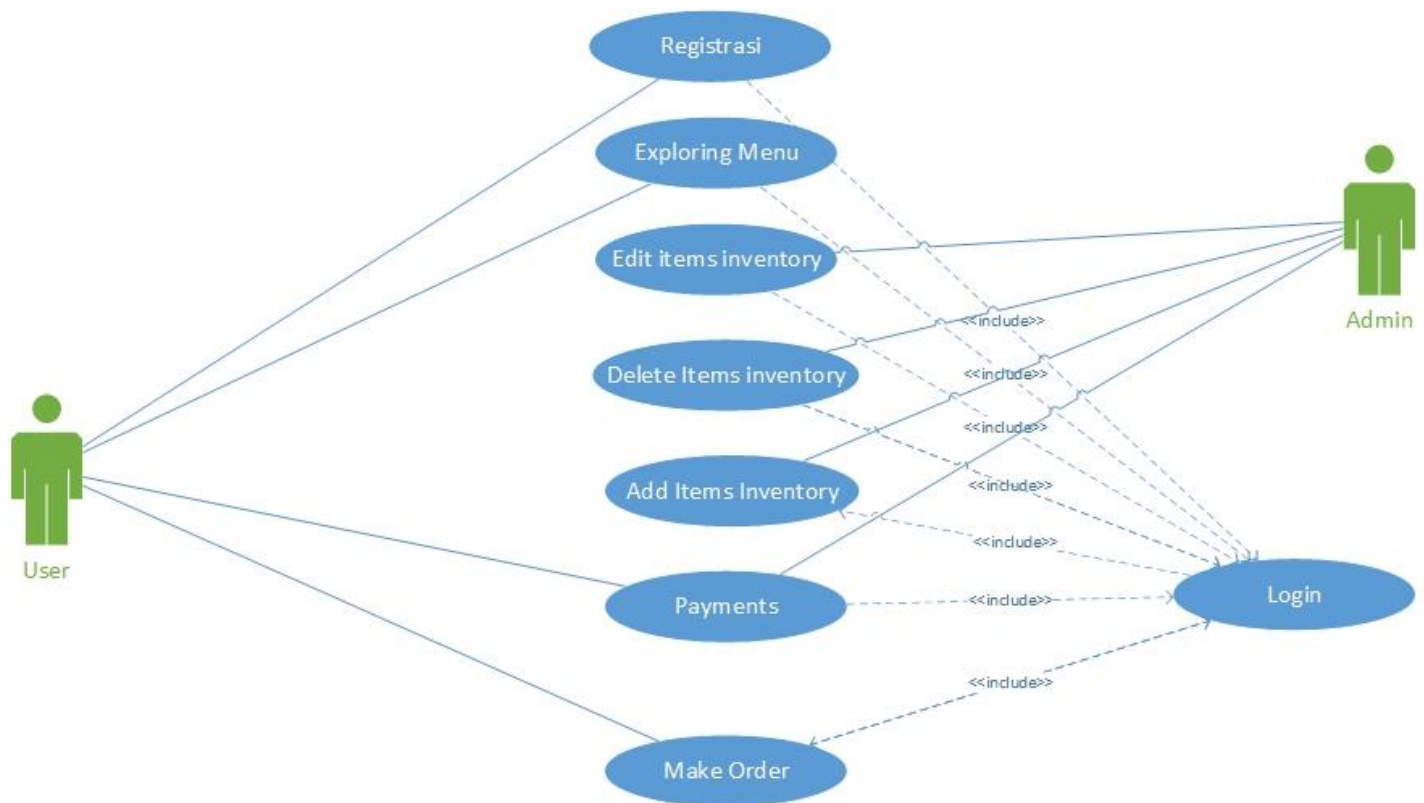 Registrasi
Exploring Menu
Edit items inventory
Admin
<<include>>
Delete Items inventory
<<include>>
<<include>>
Add Items Inventory
<<include>>
<<include>>
User
Payments
<<include>>
Login
<<include>>
Make Order